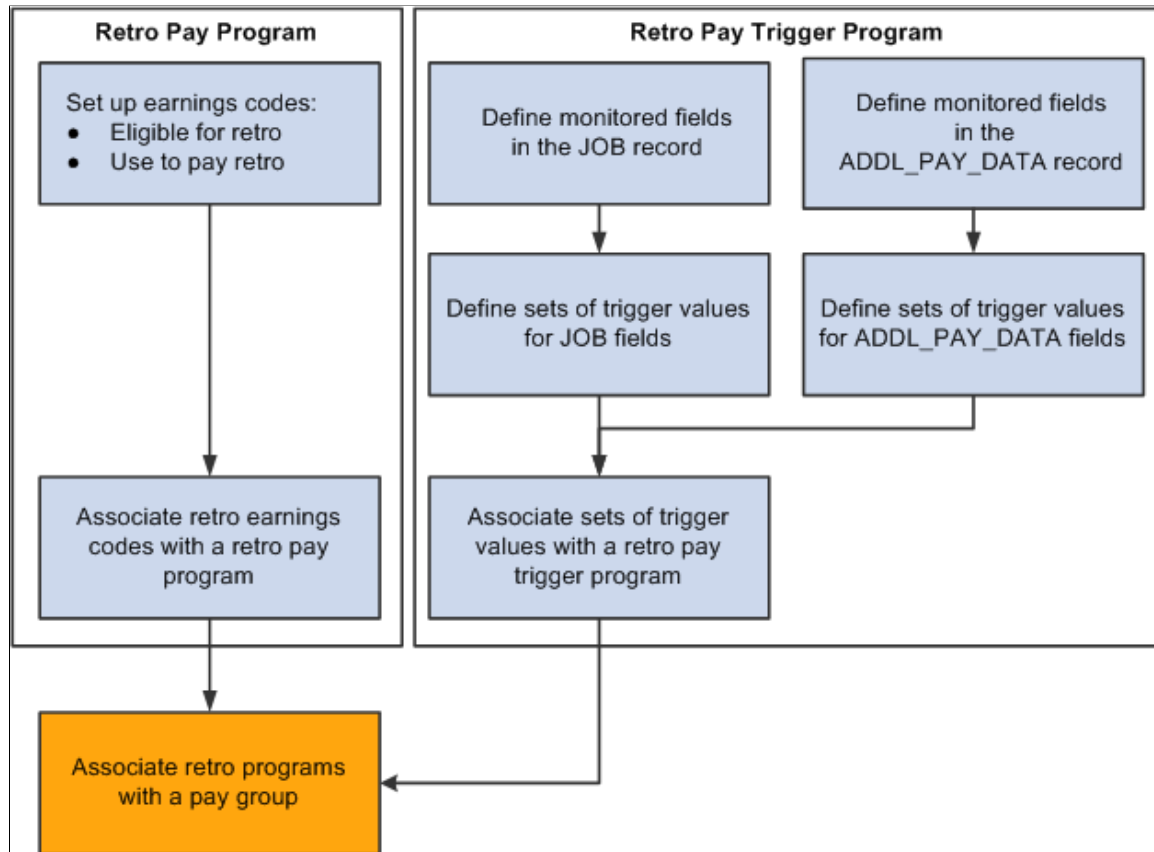 Retro Pay Program
Set up earnings codes:
● Eligible for retro
● Use to pay retro
Associate retro earnings
codes with a retro pay
program
Retro Pay Trigger Program
Define monitored fields
in the JOB record
Define monitored fields
in the
ADDL_PAY_DATA record
Define sets of trigger values
for JOB fields
Define sets of trigger values
for ADDL_PAY_DATA fields
Associate sets of trigger
values with a retro pay
trigger program
Associate retro programs
with a pay group